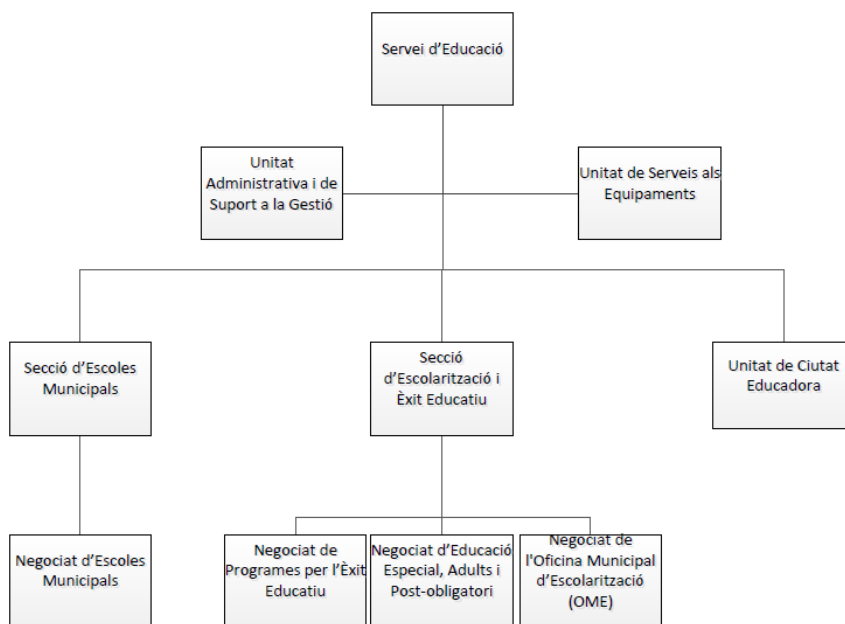 Servei d'Educació
Unitat
Administrativa i de
Suport a la Gestió
Unitat de Serveis als
Equipaments
Secció d'Escoles
Municipals
Secció
d'Escolarització i
Èxit Educatiu
Unitat de Ciutat
Educadora
Negociat d'Escoles
Municipals
Negociat de
Programes per l'Èxit
Educatiu
Negociat d'Educació
Especial, Adults i
Post-obligatori
Negociat de
l'Oficina Municipal
d'Escolarització
(OME)